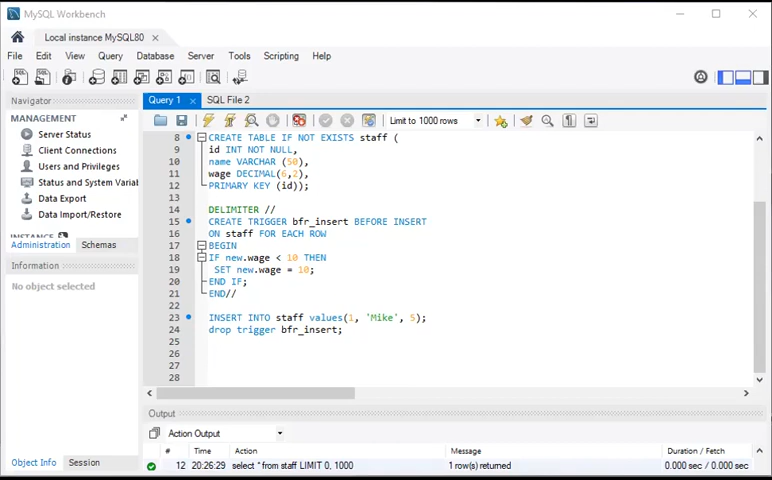 MySQL Workbench
Local instance MySQL80
File Edit View Query Database Server Tools Scripting Help
Navigator
MANAGEMENT
Server Status
Client Connections
Users and Privileges
Status and System Variab
Data Export
Data Import/Restore
INSTANCE
Administration Schemas
Information
No object selected
Object Info Session
Query 1 SQL File 2
Limit to 1000 rows
8 CREATE TABLE IF NOT EXISTS staff (
9 id INT NOT NULL,
10 name VARCHAR (50),
11 wage DECIMAL(6,2),
12 PRIMARY KEY (id));
13
14 DELIMITER //
15 CREATE TRIGGER bfr_insert BEFORE INSERT
16 ON staff FOR EACH ROW
17 BEGIN
18 IF new.wage < 10 THEN
19 SET new.wage = 10;
20 END IF;
21 END//
22
23 INSERT INTO staff values(1, 'Mike', 5);
24 drop trigger bfr_insert;
25
26
27
28
Output
Action Output
# Time Action Message Duration / Fetch
12 20:26:29 select * from staff LIMIT 0, 1000 1 row(s) returned 0.000 sec / 0.000 sec